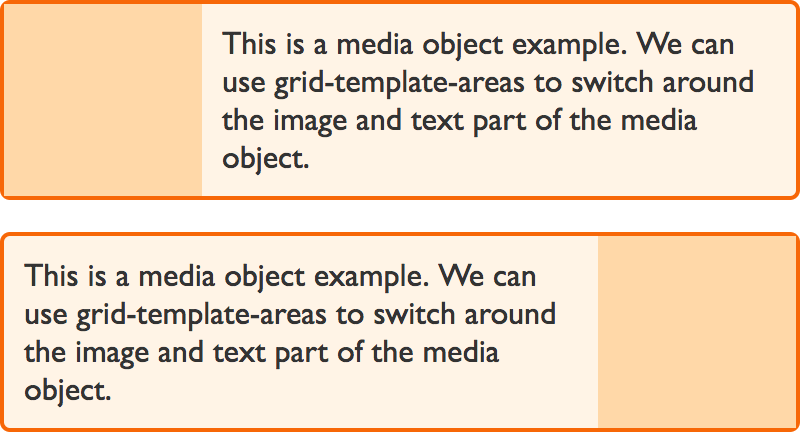 This is a media object example. We can
use grid-template-areas to switch around
the image and text part of the media
object.
This is a media object example. We can
use grid-template-areas to switch around
the image and text part of the media
object.